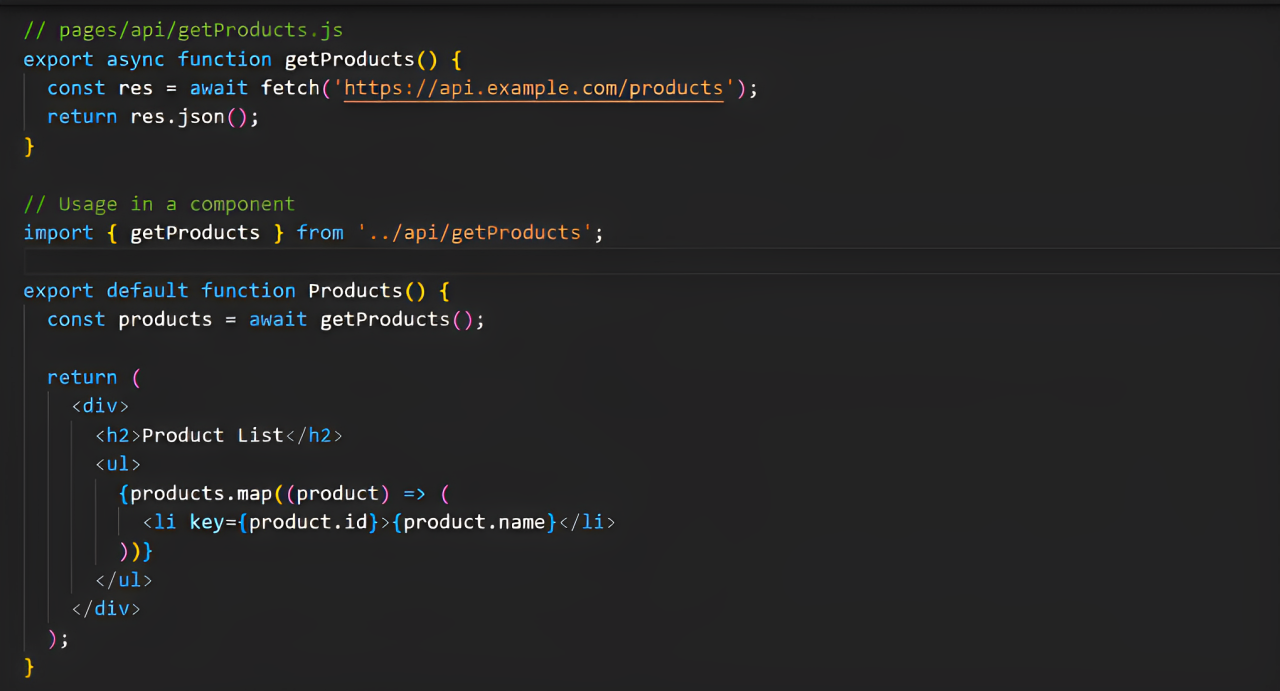 // pages/api/getProducts.js
export async function getProducts() {
  const res = await fetch('https://api.example.com/products');
  return res.json();
}

// Usage in a component
import { getProducts } from '../api/getProducts';

export default function Products() {
  const products = await getProducts();

  return (
    <div>
      <h2>Product List</h2>
      <ul>
        {products.map((product) => (
          <li key={product.id}>{product.name}</li>
        ))}
      </ul>
    </div>
  );
}